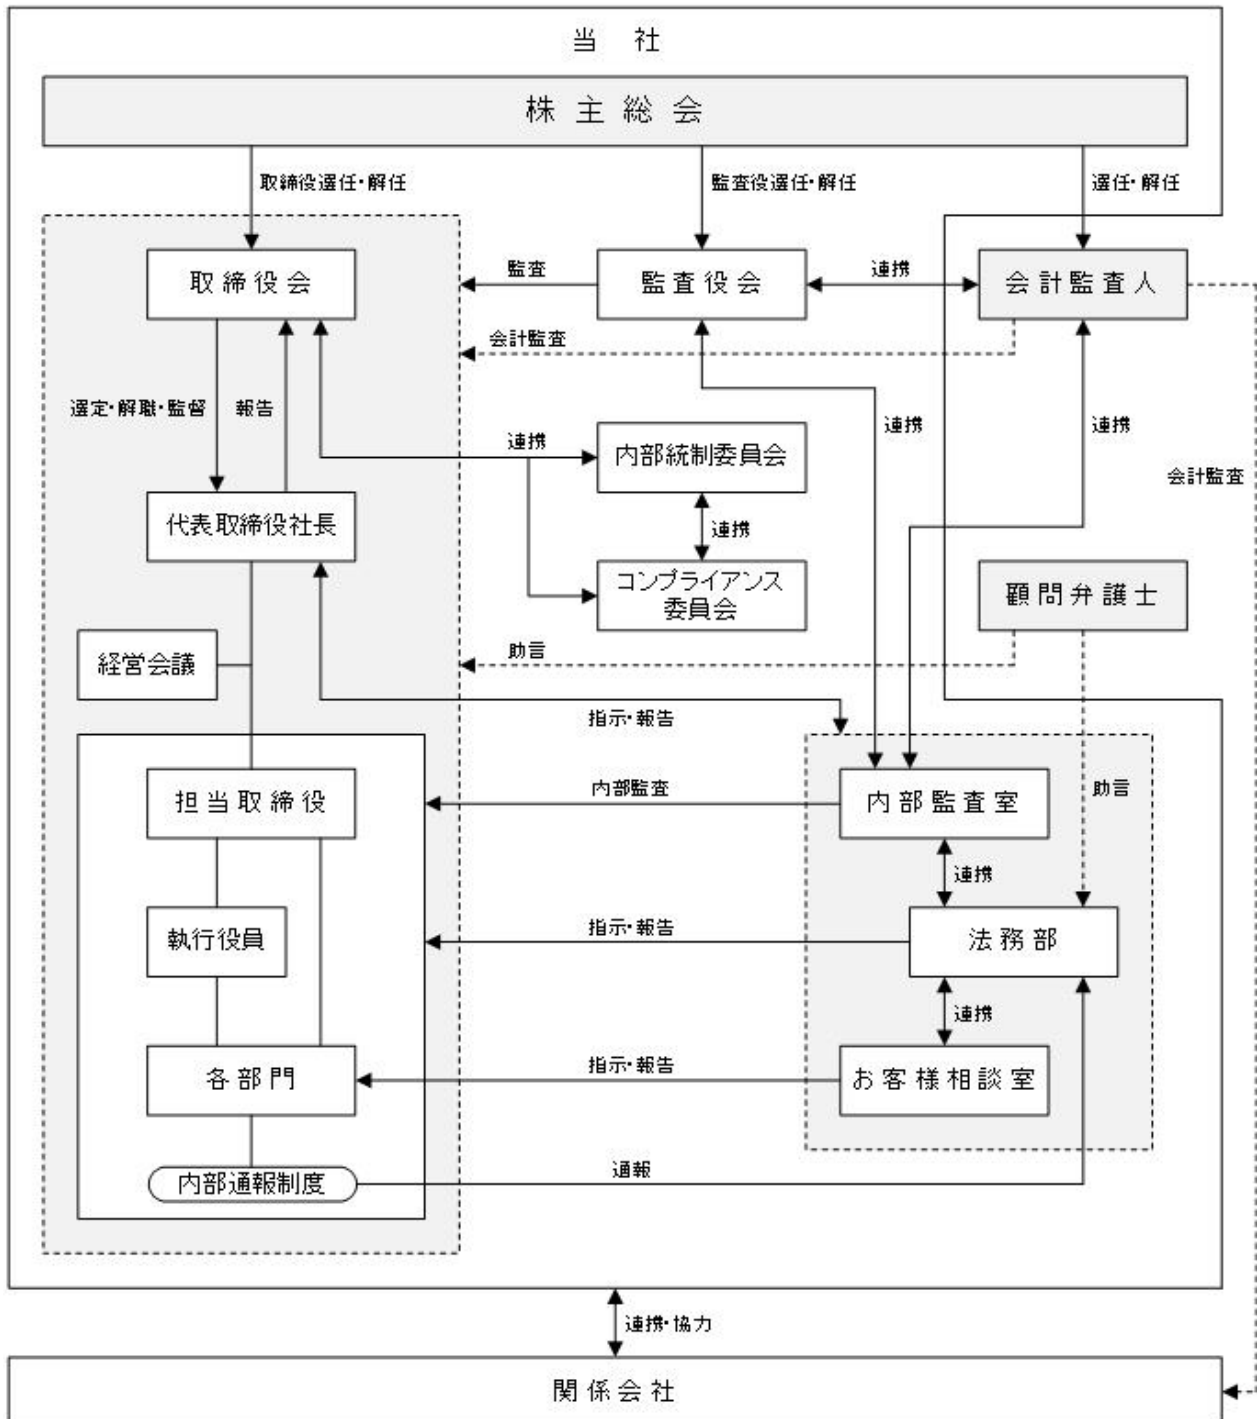 当 社
株 主 総 会
取締役選任・解任
監査役選任・解任
選任・解任
取 締 役 会
監査
監 査 役 会
連携
会 計 監 査 人
会計監査
選定・解職・監督
報告
連携
連携
連携
内部統制委員会
会計監査
代表取締役社長
連携
コンプライアンス
委員会
顧 問 弁 護 士
経営会議
助言
指示・報告
担 当 取 締 役
内部監査
内 部 監 査 室
助言
連携
執行役員
指示・報告
法 務 部
連携
各 部 門
指示・報告
お 客 様 相 談 室
内部通報制度
通報
連携・協力
関 係 会 社